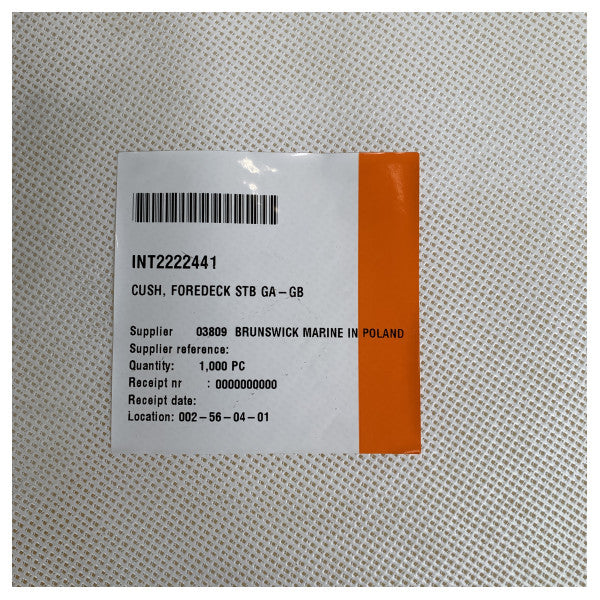 INT2222441
CUSH, FOREDECK STB GA-GB
Supplier 03809 BRUNSWICK MARINE IN POLAND
Supplier reference:
Quantity: 1,000 PC
Receipt nr : 0000000000
Receipt date:
Location: 002-56-04-01